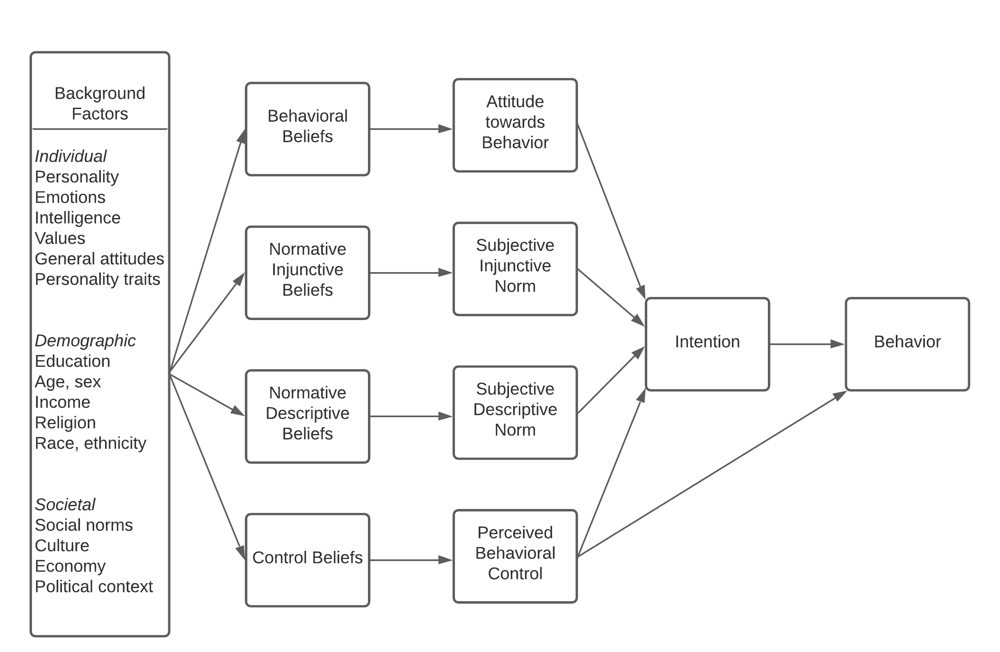 Background
Factors
Individual
Personality
Emotions
Intelligence
Values
General attitudes
Personality traits
Demographic
Education
Age, sex
Income
Religion
Race, ethnicity
Societal
Social norms
Culture
Economy
Political context
Behavioral
Beliefs
Normative
Injunctive
Beliefs
Normative
Descriptive
Beliefs
Control Beliefs
Attitude
towards
Behavior
Subjective
Injunctive
Norm
Subjective
Descriptive
Norm
Perceived
Behavioral
Control
Intention
Behavior